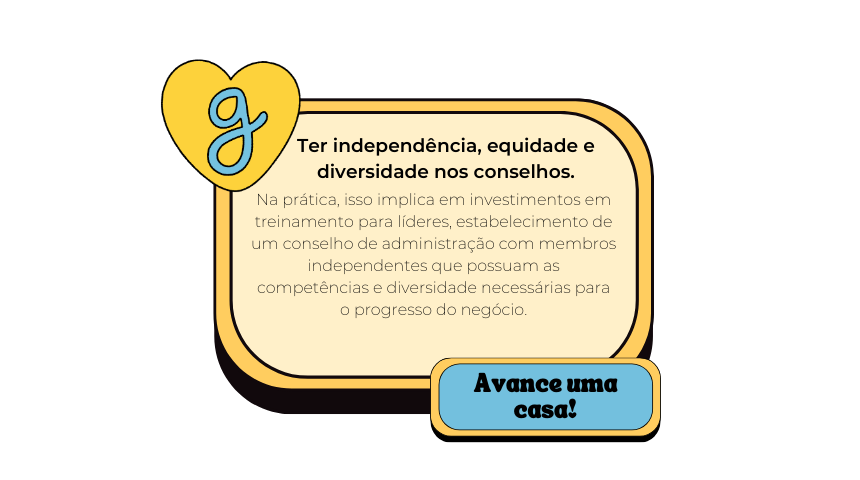 g
Ter independência, equidade e
diversidade nos conselhos.
Na prática, isso implica em investimentos em
treinamento para líderes, estabelecimento de
um conselho de administração com membros
independentes que possuam as
competências e diversidade necessárias para
o progresso do negócio.
Avance uma
casa!